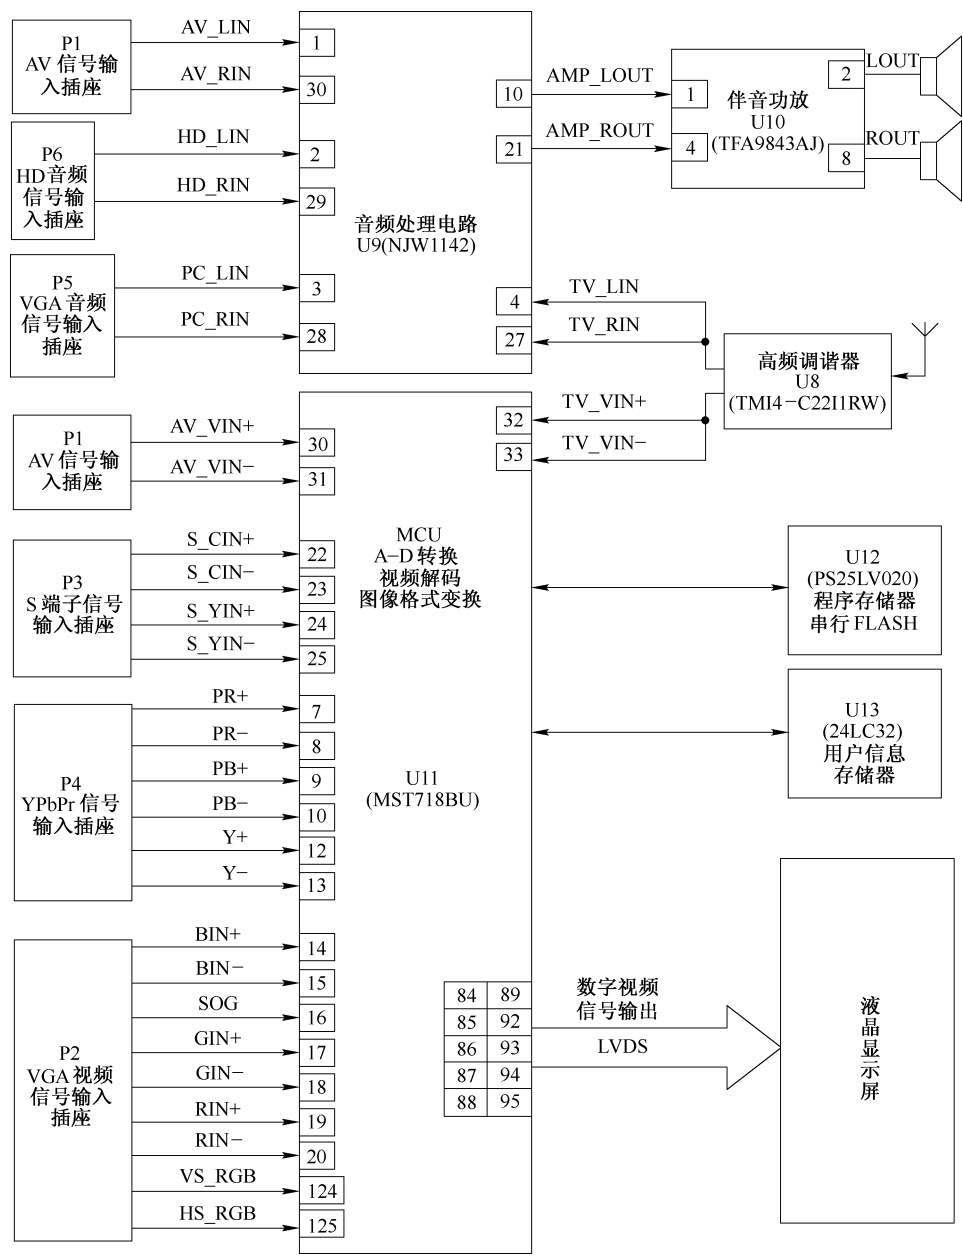 P1
AV 信号输
入插座
AV_LIN
1
AV_RIN
30
P6
HD音频
信号输
入插座
HD_LIN
2
HD_RIN
29
P5
VGA 音频
信号输入
插座
PC_LIN
3
PC_RIN
28
音频处理电路
U9(NJW1142)
10
AMP_LOUT
1
21
AMP_ROUT
4
伴音功放
U10
(TFA9843AJ)
2
LOUT
8
ROUT
4
TV_LIN
27
TV_RIN
高频调谐器
U8
(TMI4-C22I1RW)
32
TV_VIN+
33
TV_VIN-
P1
AV 信号输
入插座
AV_VIN+
30
AV_VIN-
31
P3
S 端子信号
输入插座
S_CIN+
22
S_CIN-
23
S_YIN+
24
S_YIN-
25
MCU
A-D 转换
视频解码
图像格式变换
U12
(PS25LV020)
程序存储器
串行 FLASH
U13
(24LC32)
用户信息
存储器
P4
YPbPr 信号
输入插座
PR+
7
PR-
8
PB+
9
PB-
10
Y+
12
Y-
13
U11
(MST718BU)
P2
VGA 视频
信号输入
插座
BIN+
14
BIN-
15
SOG
16
GIN+
17
GIN-
18
RIN+
19
RIN-
20
VS_RGB
124
HS_RGB
125
84 89
85 92
86 93
87 94
88 95
数字视频
信号输出
LVDS
液
晶
显
示
屏